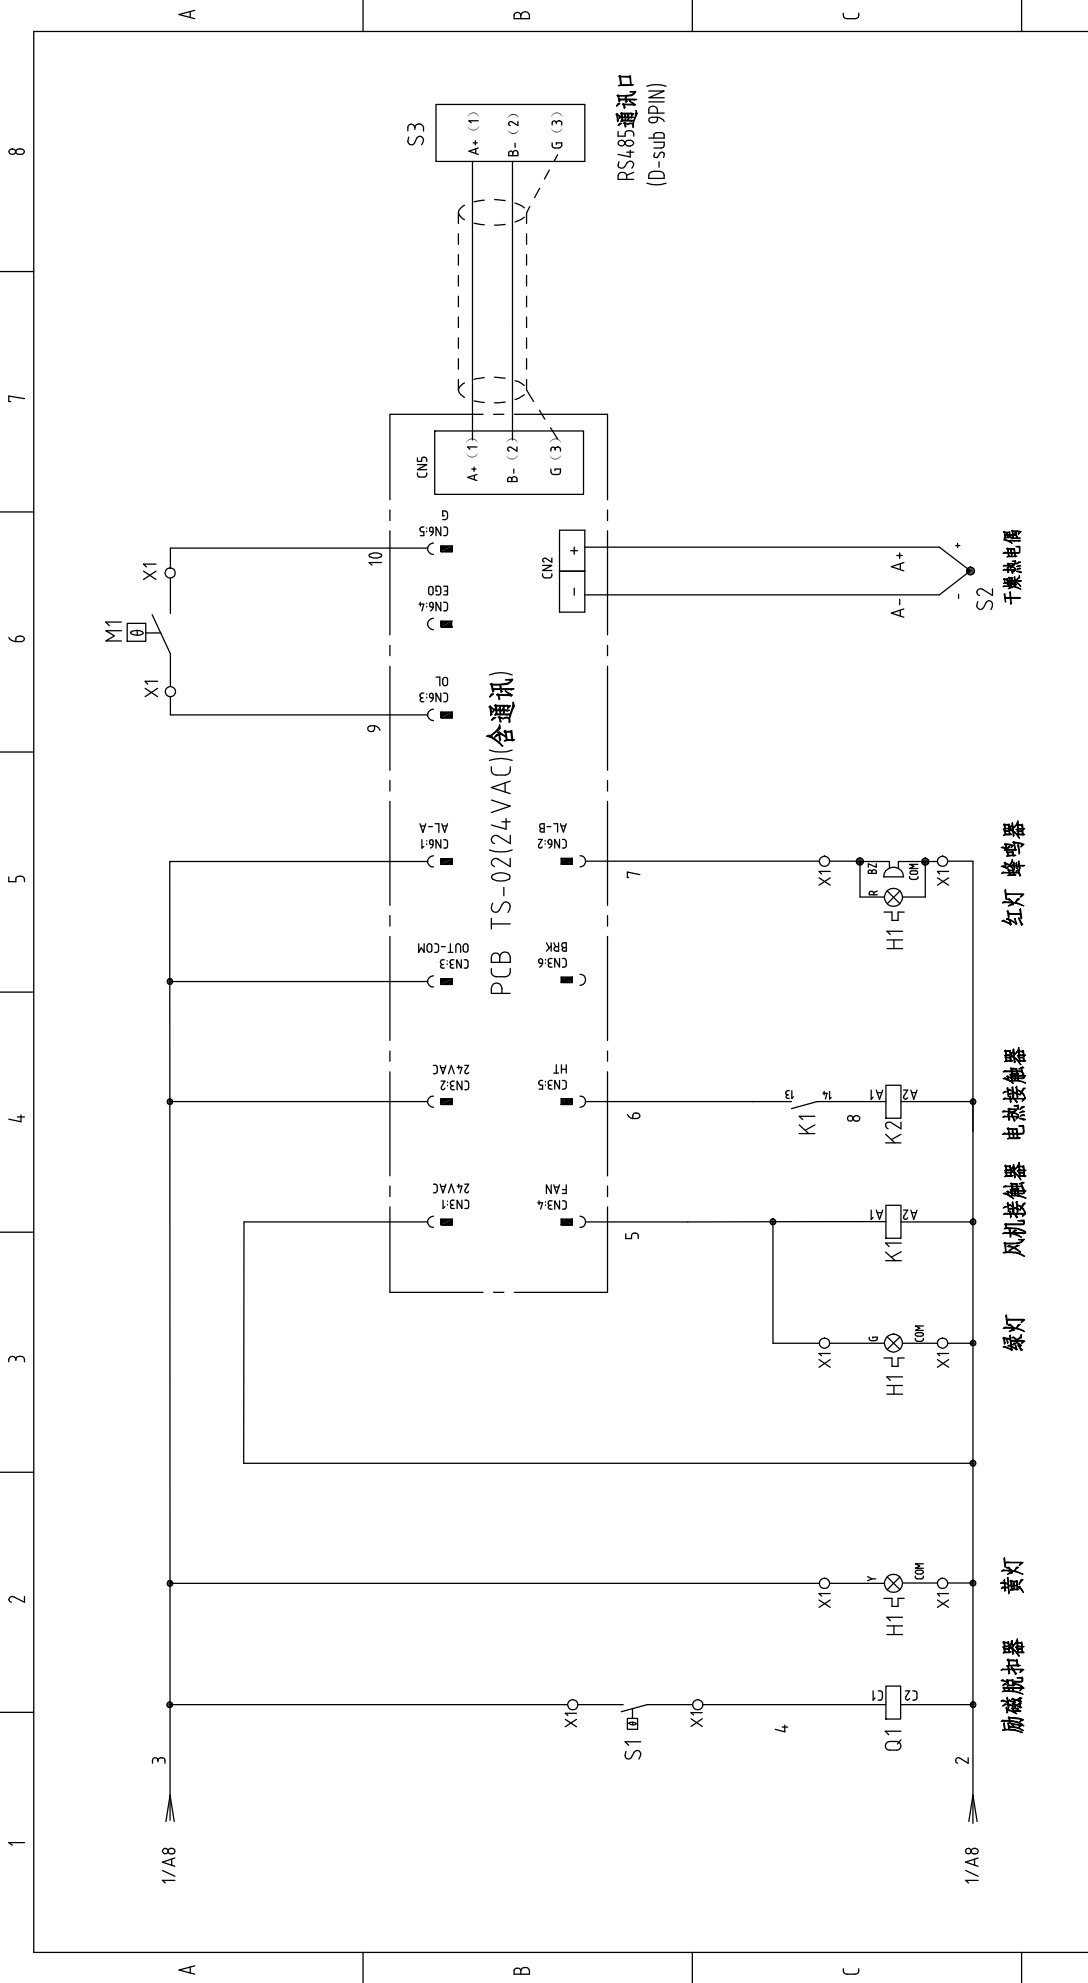 1 2 3 4 5 6 7 8
A
A
M1
X1
X1
3
1/A8
9
10
S3
A+ (1)
B- (2)
G (3)
RS485通讯口
(D-sub 9PIN)
CN5
A+ (1)
B- (2)
G (3)
B
B
CN3:1
24VAC
CN3:2
24VAC
CN3:3
OUT-COM
CN6:1
AL-A
CN6:3
OL
CN6:4
EGO
CN6:5
G
PCB TS-02(24VAC)(含通讯)
CN3:4
FAN
CN3:5
HT
CN3:6
BRK
CN6:2
AL-B
CN2
- +
X1
S1
X1
4
5
6
7
X1
Y
H1
COM
X1
X1
G
H1
COM
X1
K1
13
14
8
X1
R
BZ
H1
COM
X1
Q1
C1
C2
K1
A1
A2
K2
A1
A2
A-
A+
-
+
S2
干燥热电偶
C
C
2
1/A8
励磁脱扣器
黄灯
绿灯
风机接触器
电热接触器
红灯 蜂鸣器